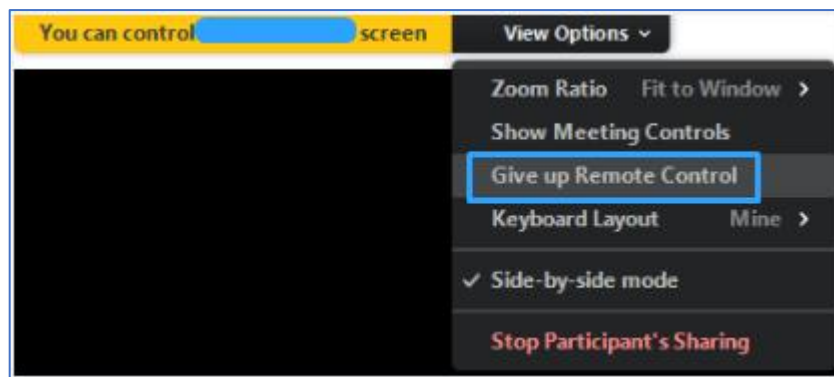 You can control screen
View Options
Zoom Ratio Fit to Window
Show Meeting Controls
Give up Remote Control
Keyboard Layout Mine
Side-by-side mode
Stop Participant's Sharing